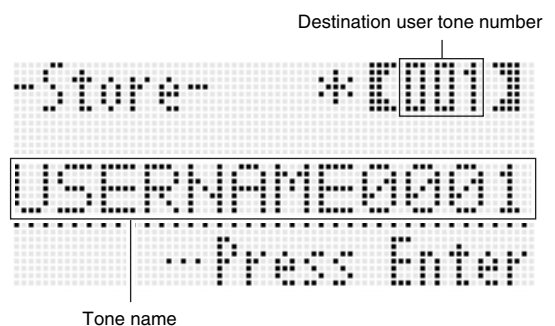 Destination user tone number
-Store- *【001】
USERNAME0001
···Press Enter
Tone name